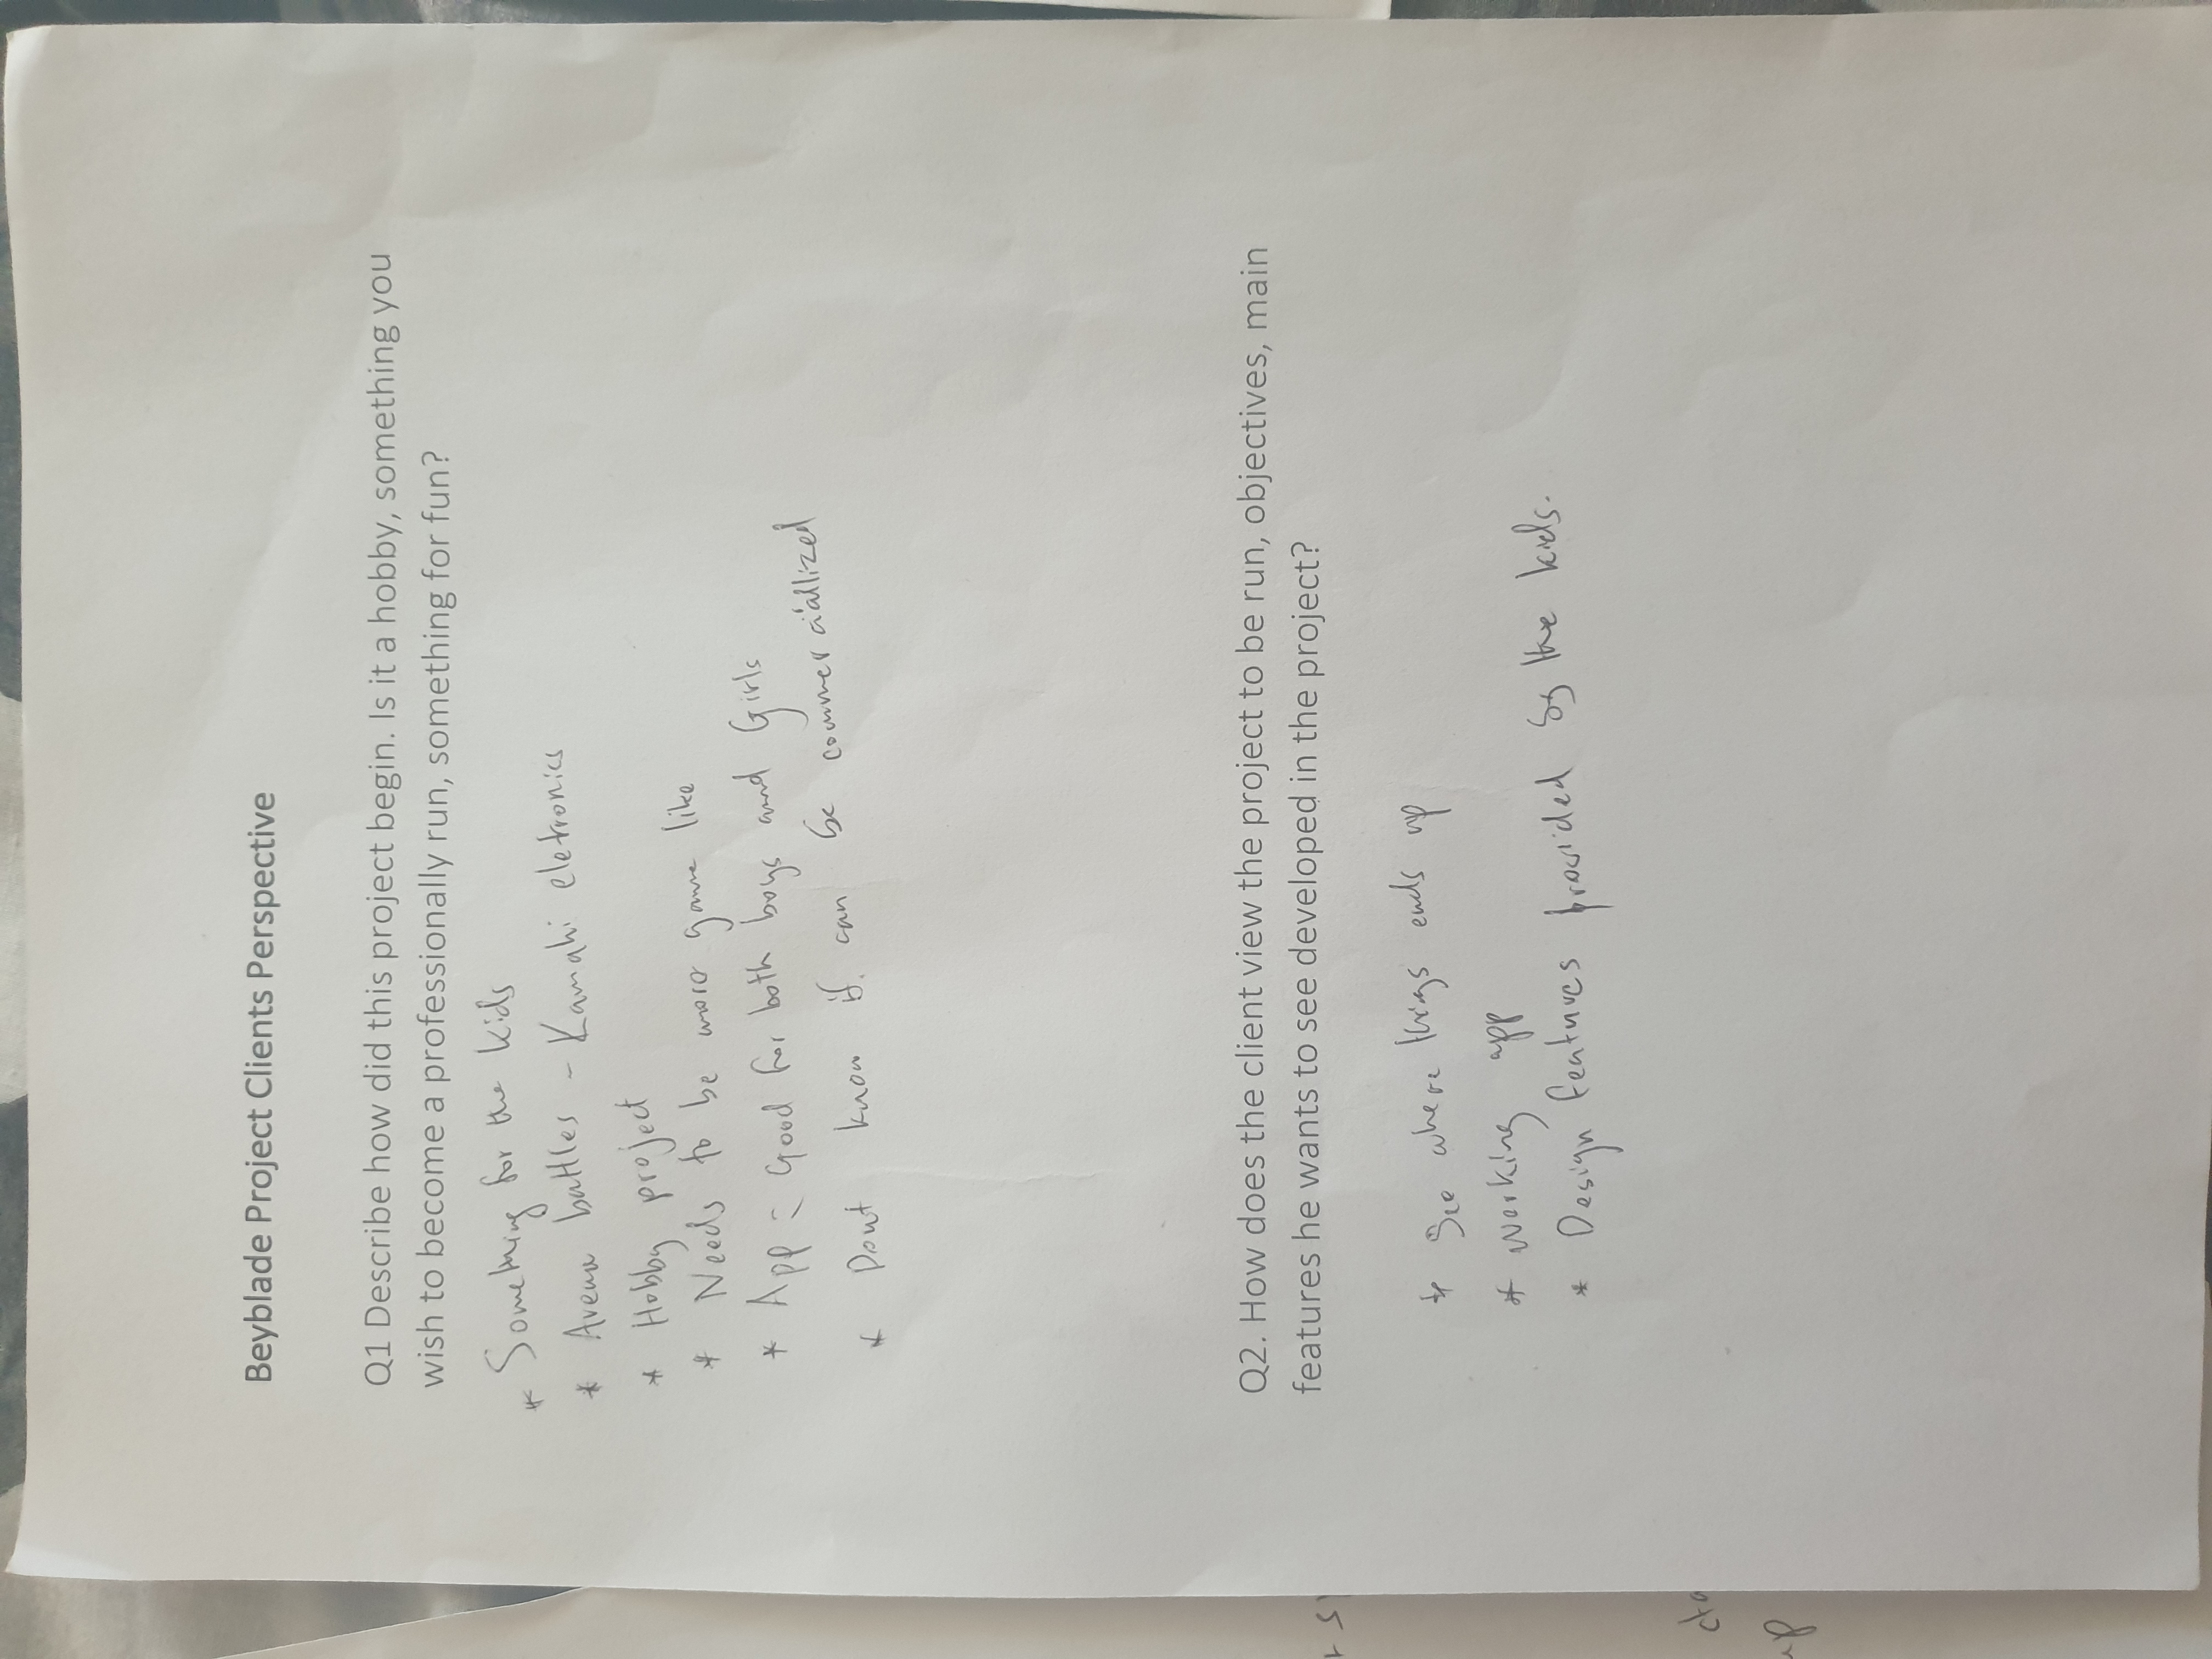 Beyblade Project Clients Perspective
Q1 Describe how did this project begin. Is it a hobby, something you
wish to become a professionally run, something for fun?
* Something for the kids
* Arena battles - Kamahi eletronics
* Hobby project
* Needs to be more game like
* App = Good for both boys and Girls
* Dont know if can be commerciallized
Q2. How does the client view the project to be run, objectives, main
features he wants to see developed in the project?
* See where things ends up
* Working app
* Design features provided by the kids.